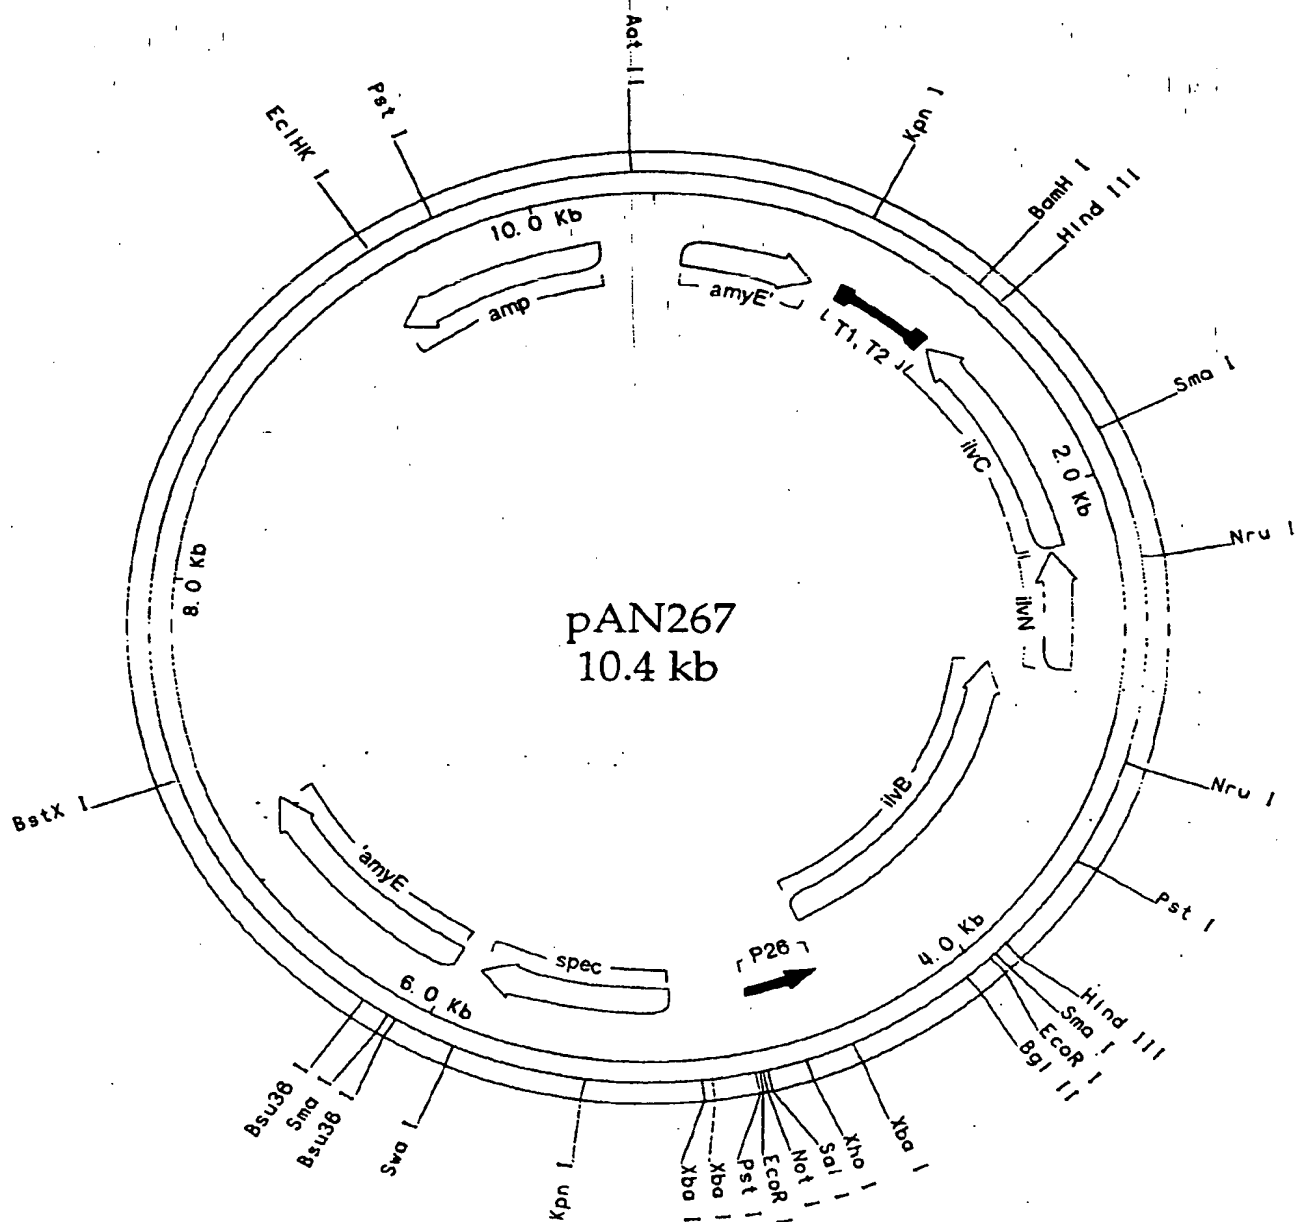 Aat II
Kpn I
BamH I
Hind III
Sma I
Nru I
Nru I
Pst I
Hind III
Sma I
EcoR I
Bgl II
Xba I
Xho I
Sal I
Not I
EcoR I
Pst I
Xba I
Xba I
Kpn I
Swa I
Bsu36 I
Sma I
Bsu36 I
BstX I
EclHK I
Pst I
10.0 Kb
2.0 Kb
4.0 Kb
6.0 Kb
8.0 Kb
amp
amyE'
T1, T2
ilvC
ilvN
ilvB
P26
spec
'amyE
pAN267
10.4 kb